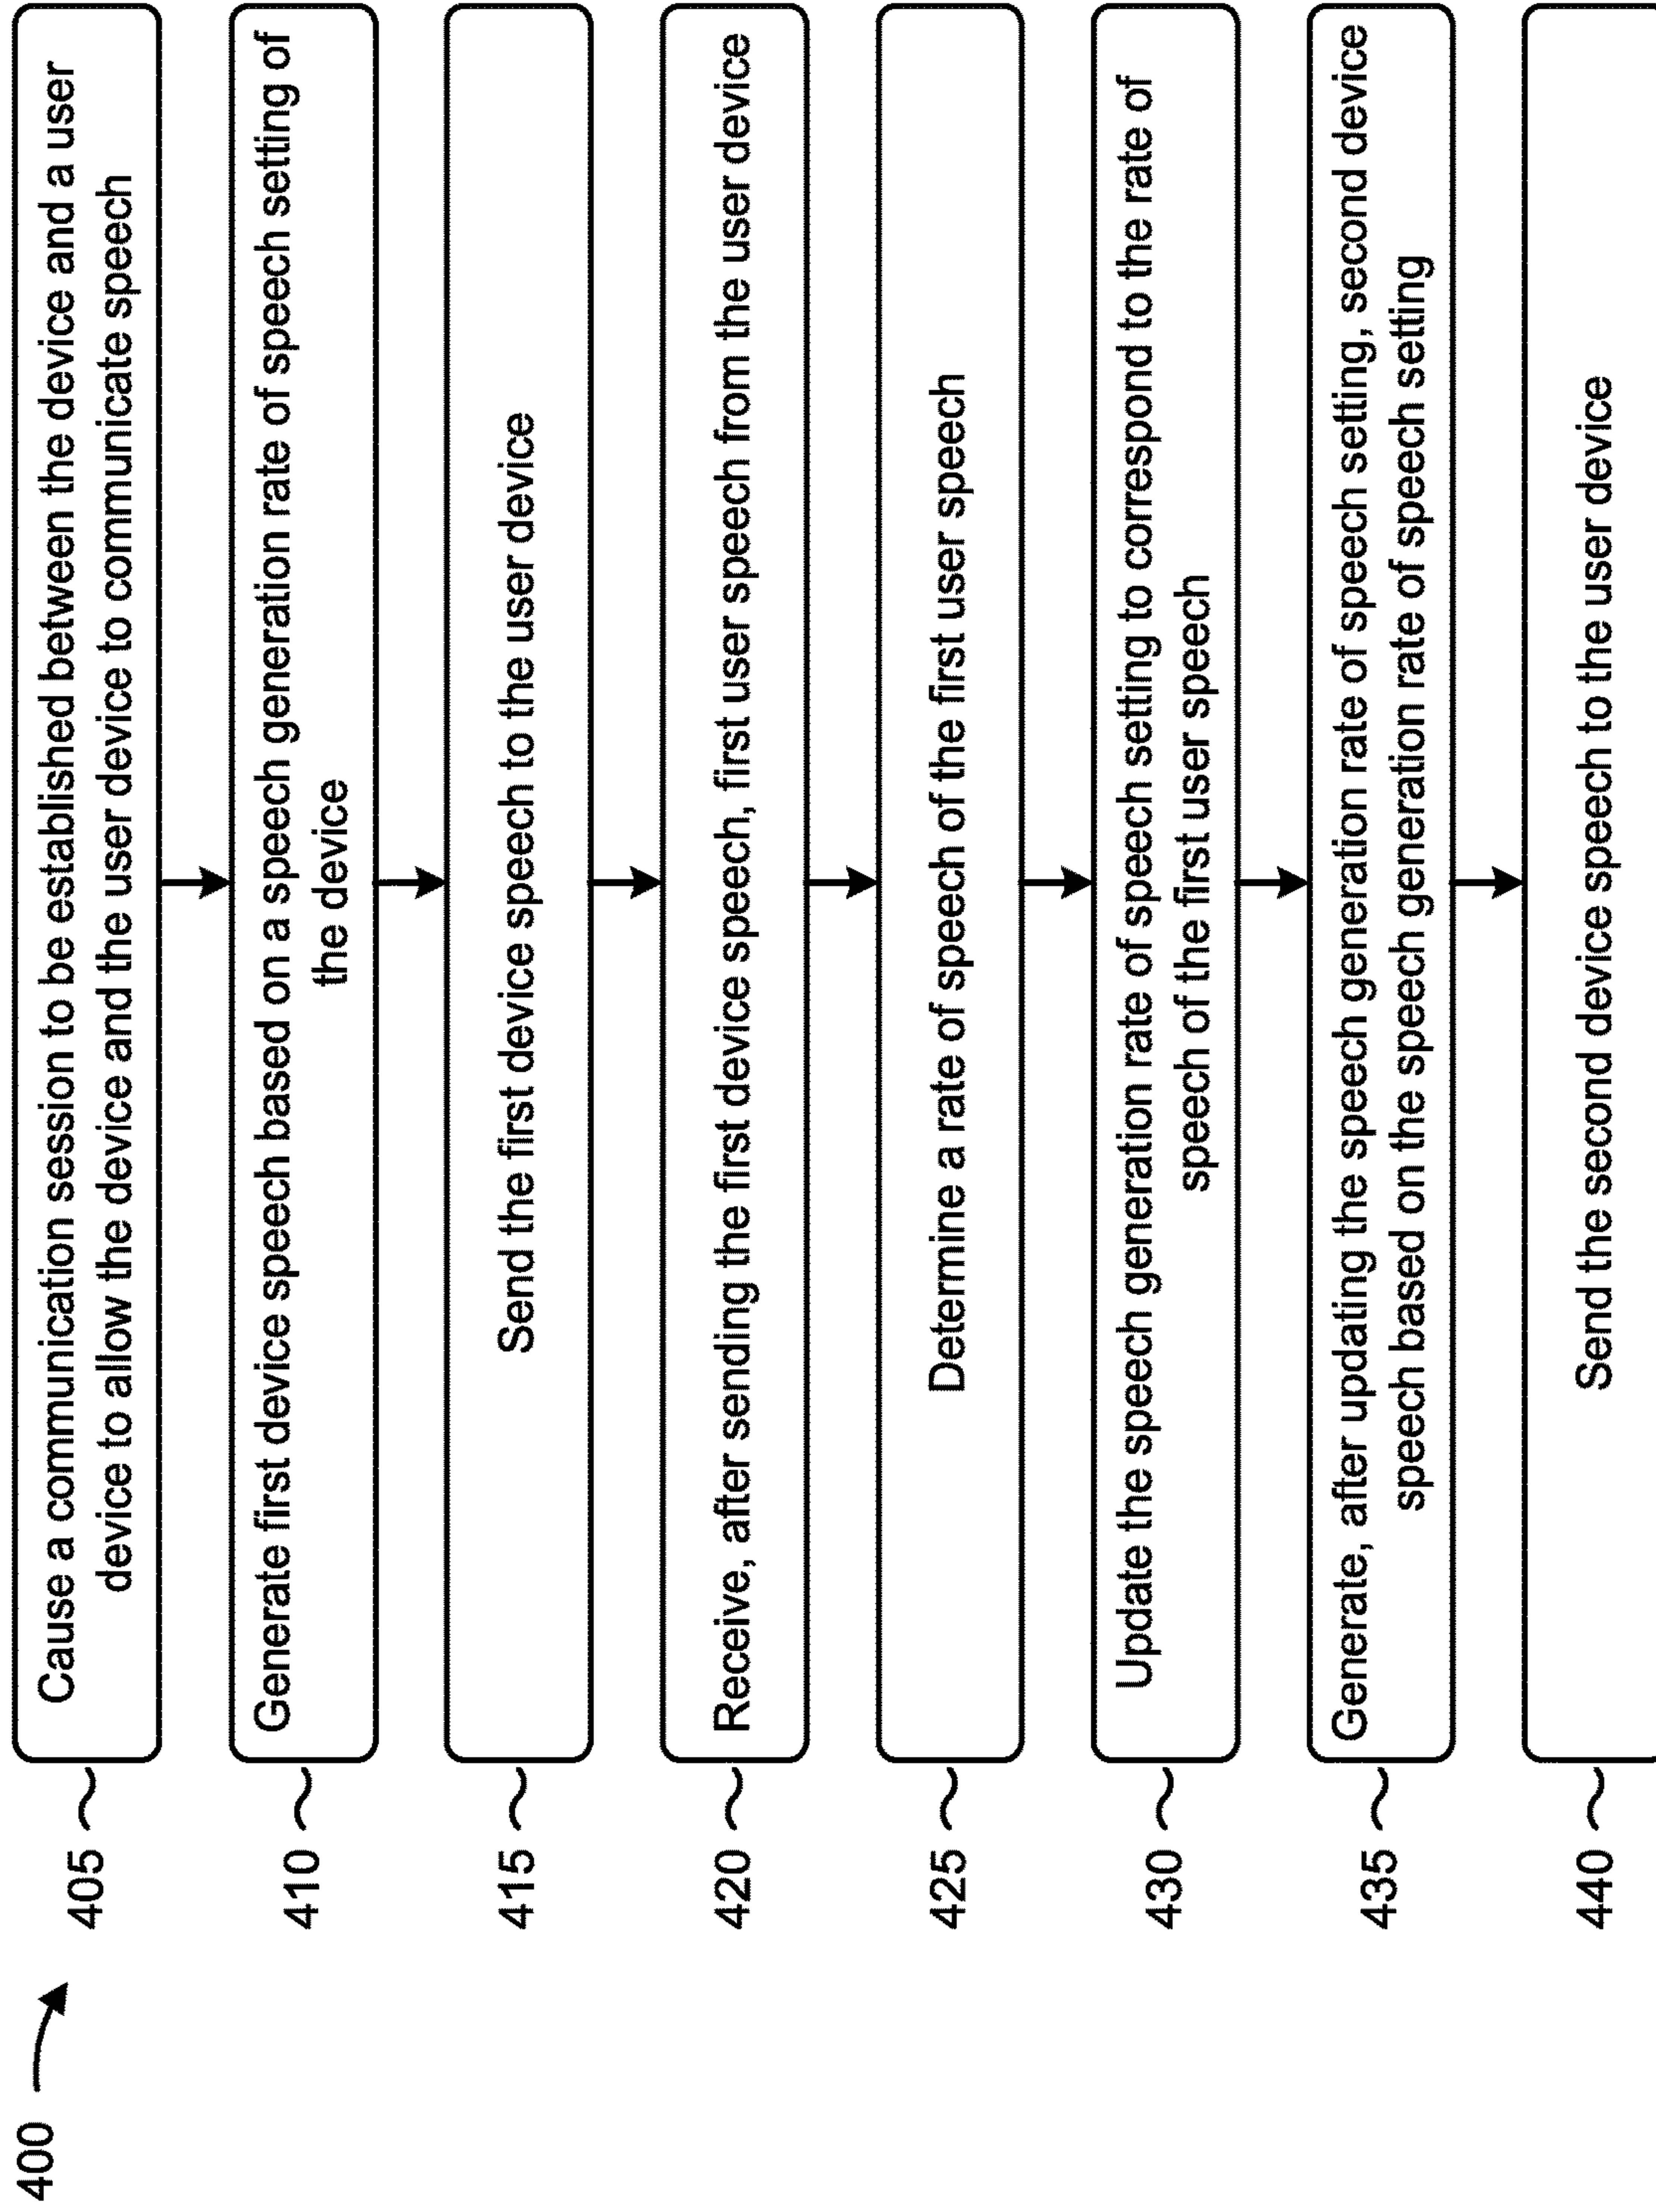 400
405
Cause a communication session to be established between the device and a user
device to allow the device and the user device to communicate speech
410
Generate first device speech based on a speech generation rate of speech setting of
the device
415
Send the first device speech to the user device
420
Receive, after sending the first device speech, first user speech from the user device
425
Determine a rate of speech of the first user speech
430
Update the speech generation rate of speech setting to correspond to the rate of
speech of the first user speech
435
Generate, after updating the speech generation rate of speech setting, second device
speech based on the speech generation rate of speech setting
440
Send the second device speech to the user device